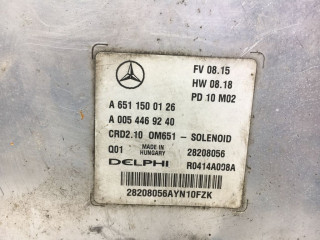 FV 08.15
HW 08.18
PD 10 M02
A 651 150 01 26
A 005 446 92 40
CRD2.10 OM651 - SOLENOID
Q01 MADE IN HUNGARY 28208056
DELPHI R0414A098A
28208056AYN10FZK